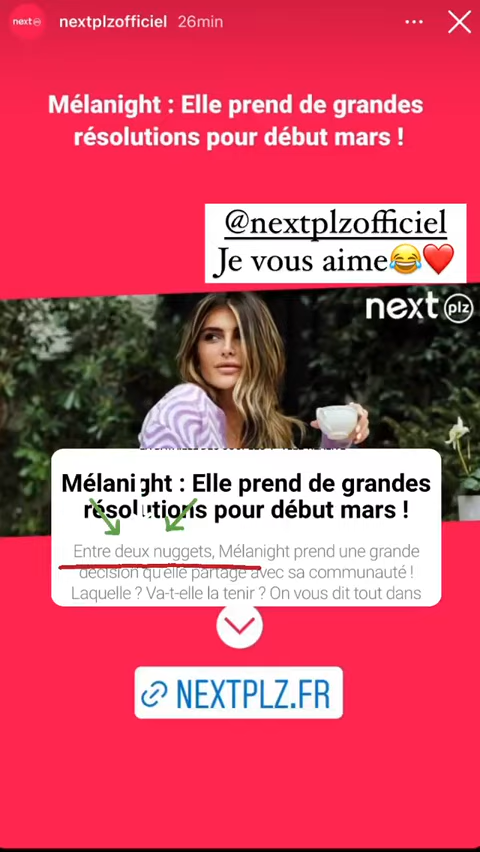 next plz
nextplzofficiel 26min
Mélanight : Elle prend de grandes
résolutions pour début mars !
@nextplzofficiel
Je vous aime😂❤️
next plz
Mélanight : Elle prend de grandes
résolutions pour début mars !
Entre deux nuggets, Mélanight prend une grande
décision qu'elle partage avec sa communauté !
Laquelle ? Va-t-elle la tenir ? On vous dit tout dans
NEXTPLZ.FR